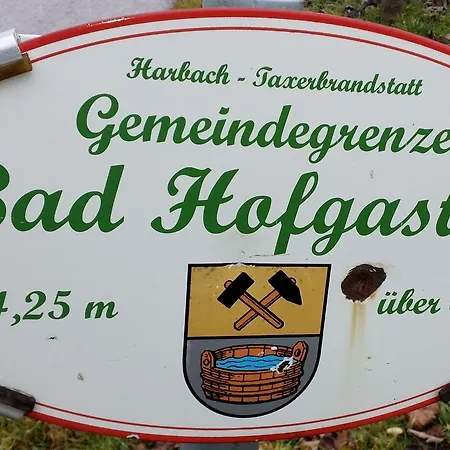 Harbach - Taxerbrandstatt
Gemeindegrenze
Bad Hofgast
4,25 m über